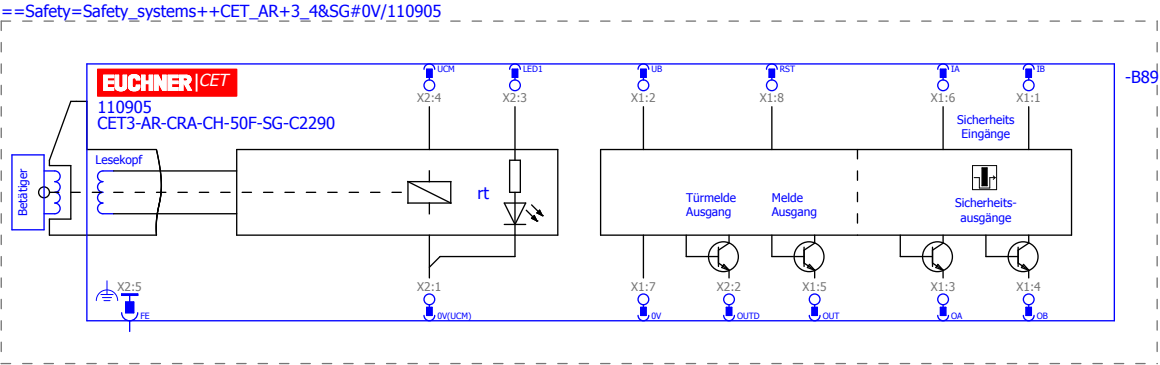 ==Safety=Safety_systems++CET_AR+3_4&SG#0V/110905
-B89
EUCHNER|CET
110905
CET3-AR-CRA-CH-50F-SG-C2290
UCM
X2:4
LED1
X2:3
UB
X1:2
RST
X1:8
IA
X1:6
IB
X1:1
Sicherheits
Eingänge
Betätiger
Lesekopf
rt
Türmelde
Ausgang
Melde
Ausgang
Sicherheits-
ausgänge
X2:5
FE
X2:1
0V(UCM)
X1:7
0V
X2:2
OUTD
X1:5
OUT
X1:3
OA
X1:4
OB